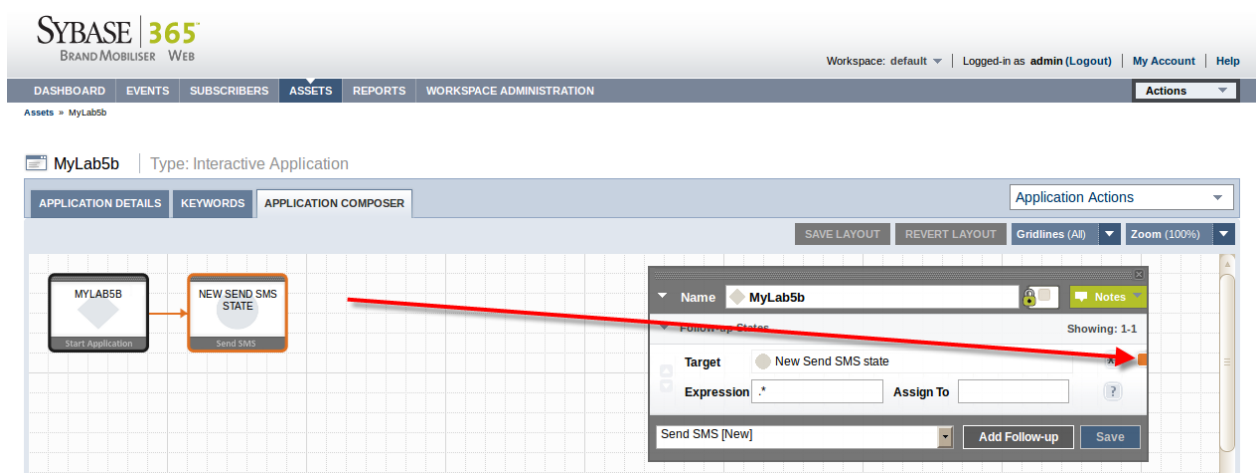 SYBASE 365
BRAND MOBILISER WEB
Workspace: default | Logged-in as admin (Logout) | My Account | Help
DASHBOARD EVENTS SUBSCRIBERS ASSETS REPORTS WORKSPACE ADMINISTRATION Actions
Assets » MyLab5b
MyLab5b | Type: Interactive Application
APPLICATION DETAILS KEYWORDS APPLICATION COMPOSER Application Actions
SAVE LAYOUT REVERT LAYOUT Gridlines (All) Zoom (100%)
MYLAB5B
Start Application
NEW SEND SMS
STATE
Send SMS
Name MyLab5b Notes
Follow-up States Showing: 1-1
Target New Send SMS state
Expression .* Assign To ?
Send SMS [New] Add Follow-up Save